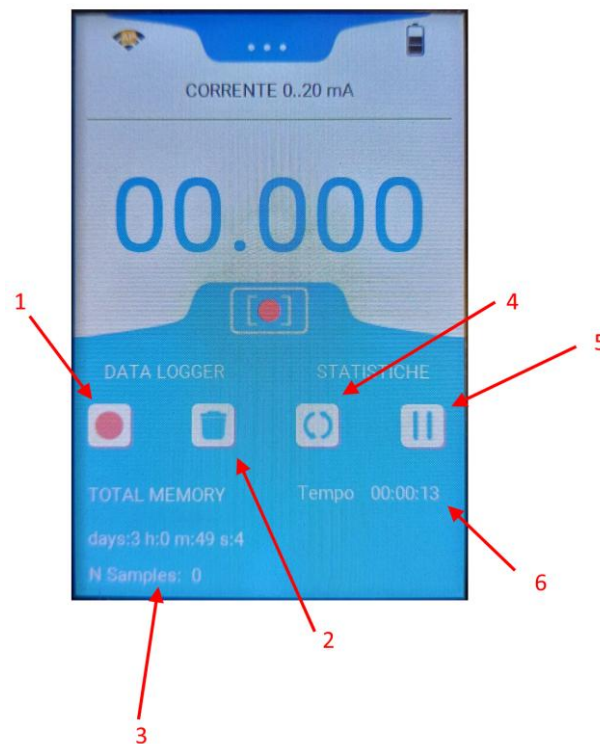 CORRENTE 0..20 mA
00.000
1
4
5
DATA LOGGER STATISTICHE
TOTAL MEMORY Tempo 00:00:13
days:3 h:0 m:49 s:4
N Samples: 0
6
2
3